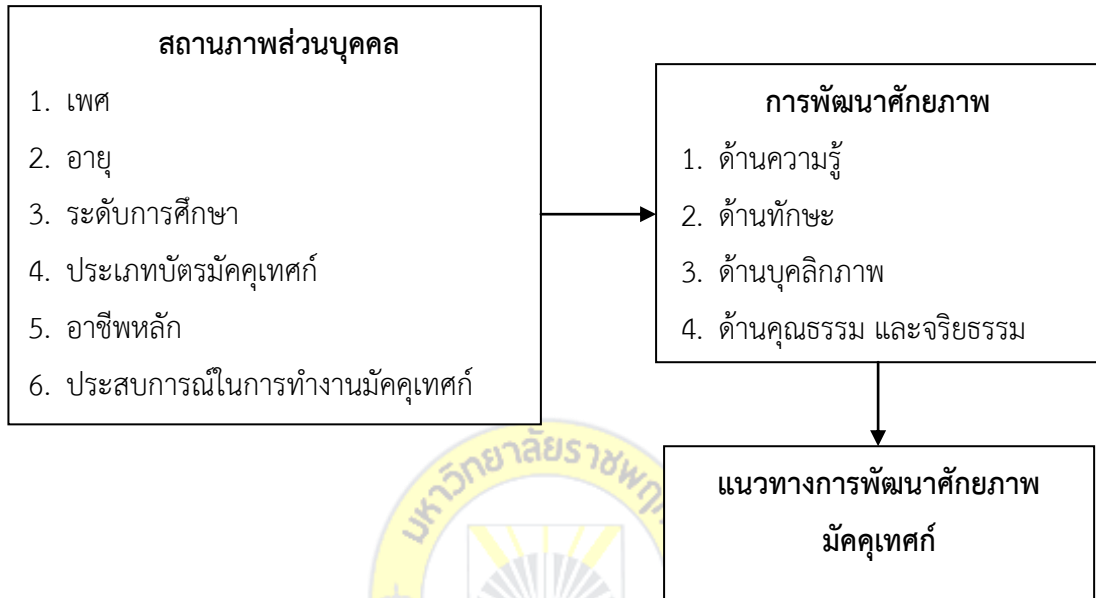 สถานภาพส่วนบุคคล
1. เพศ
2. อายุ
3. ระดับการศึกษา
4. ประเภทบัตรมัคคุเทศก์
5. อาชีพหลัก
6. ประสบการณ์ในการทำงานมัคคุเทศก์
การพัฒนาศักยภาพ
1. ด้านความรู้
2. ด้านทักษะ
3. ด้านบุคลิกภาพ
4. ด้านคุณธรรม และจริยธรรม
แนวทางการพัฒนาศักยภาพ
มัคคุเทศก์